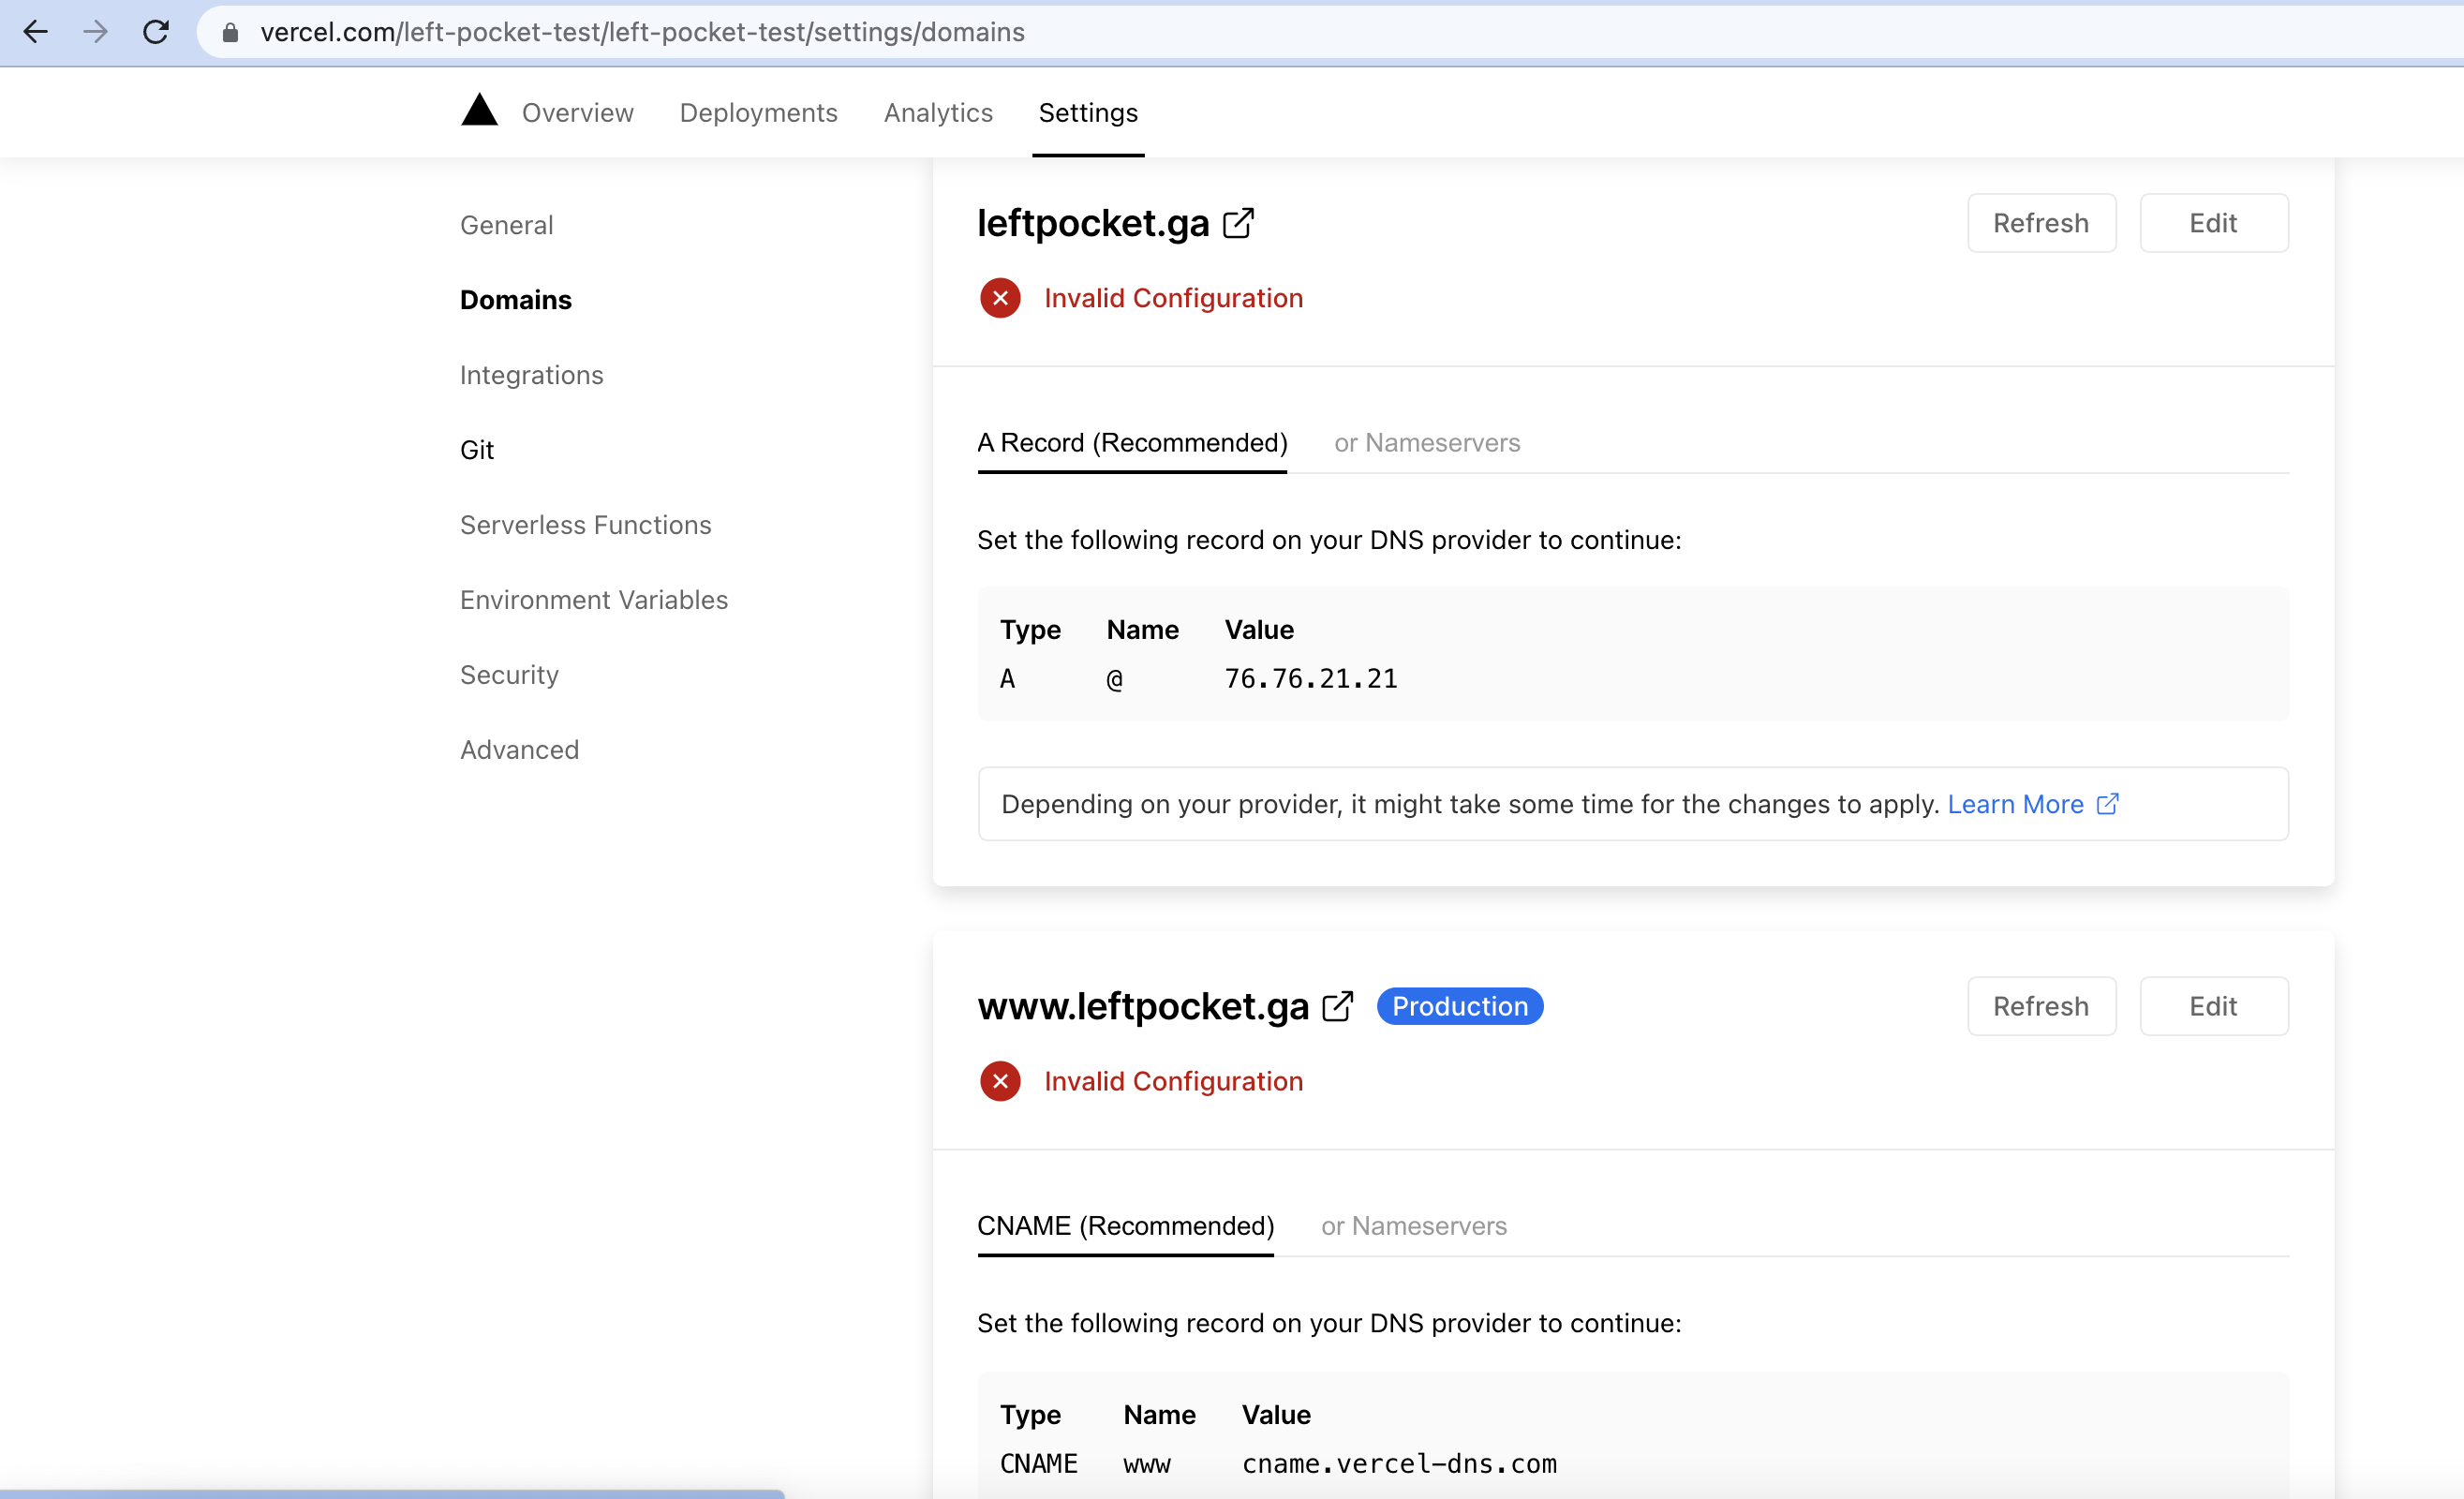 vercel.com/left-pocket-test/left-pocket-test/settings/domains
Overview Deployments Analytics Settings
General
Domains
Integrations
Git
Serverless Functions
Environment Variables
Security
Advanced
leftpocket.ga
Refresh Edit
Invalid Configuration
A Record (Recommended) or Nameservers
Set the following record on your DNS provider to continue:
Type Name Value
A @ 76.76.21.21
Depending on your provider, it might take some time for the changes to apply. Learn More
www.leftpocket.ga Production
Refresh Edit
Invalid Configuration
CNAME (Recommended) or Nameservers
Set the following record on your DNS provider to continue:
Type Name Value
CNAME www cname.vercel-dns.com